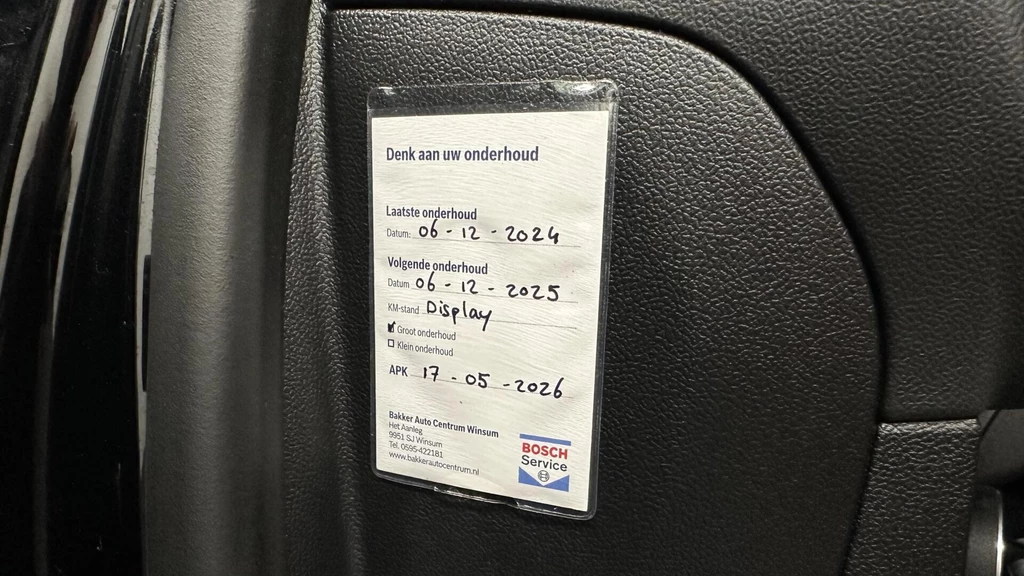 Denk aan uw onderhoud
Laatste onderhoud
Datum: 06-12-2024
Volgende onderhoud
Datum 06-12-2025
KM-stand Display
Groot onderhoud
Klein onderhoud
APK 17-05-2026
Bakker Auto Centrum Winsum
Het Aanleg
9951 SJ Winsum
Tel. 0595-422181
www.bakkerautocentrum.nl
BOSCH
Service